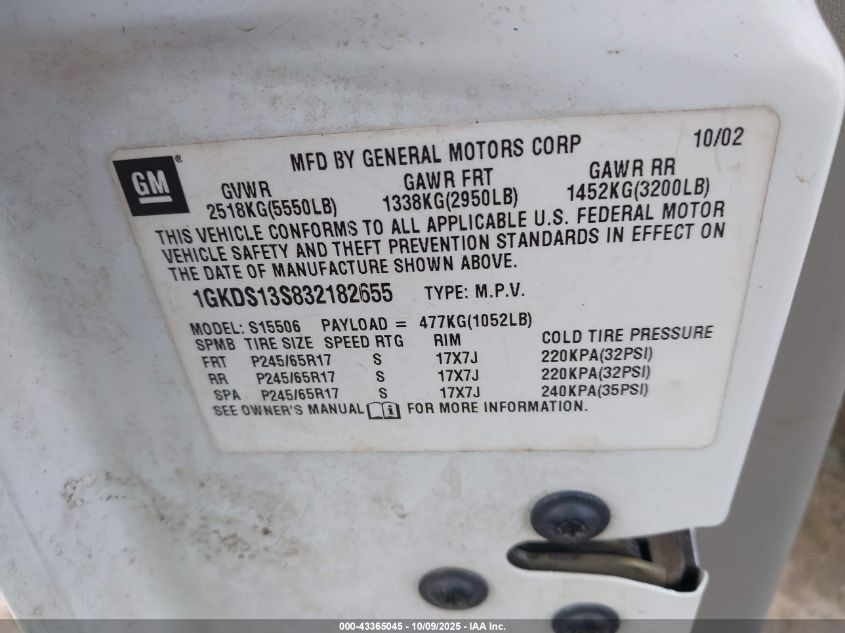 MFD BY GENERAL MOTORS CORP 10/02
GM®
GVWR GAWR FRT GAWR RR
2518KG(5550LB) 1338KG(2950LB) 1452KG(3200LB)
THIS VEHICLE CONFORMS TO ALL APPLICABLE U.S. FEDERAL MOTOR
VEHICLE SAFETY AND THEFT PREVENTION STANDARDS IN EFFECT ON
THE DATE OF MANUFACTURE SHOWN ABOVE.
1GKDS13S832182655 TYPE: M.P.V.
MODEL: S15506 PAYLOAD = 477KG(1052LB)
SPMB TIRE SIZE SPEED RTG RIM COLD TIRE PRESSURE
FRT P245/65R17 S 17X7J 220KPA(32PSI)
RR P245/65R17 S 17X7J 220KPA(32PSI)
SPA P245/65R17 S 17X7J 240KPA(35PSI)
SEE OWNER'S MANUAL i FOR MORE INFORMATION.
000-43365045 - 10/09/2025 - IAA Inc.